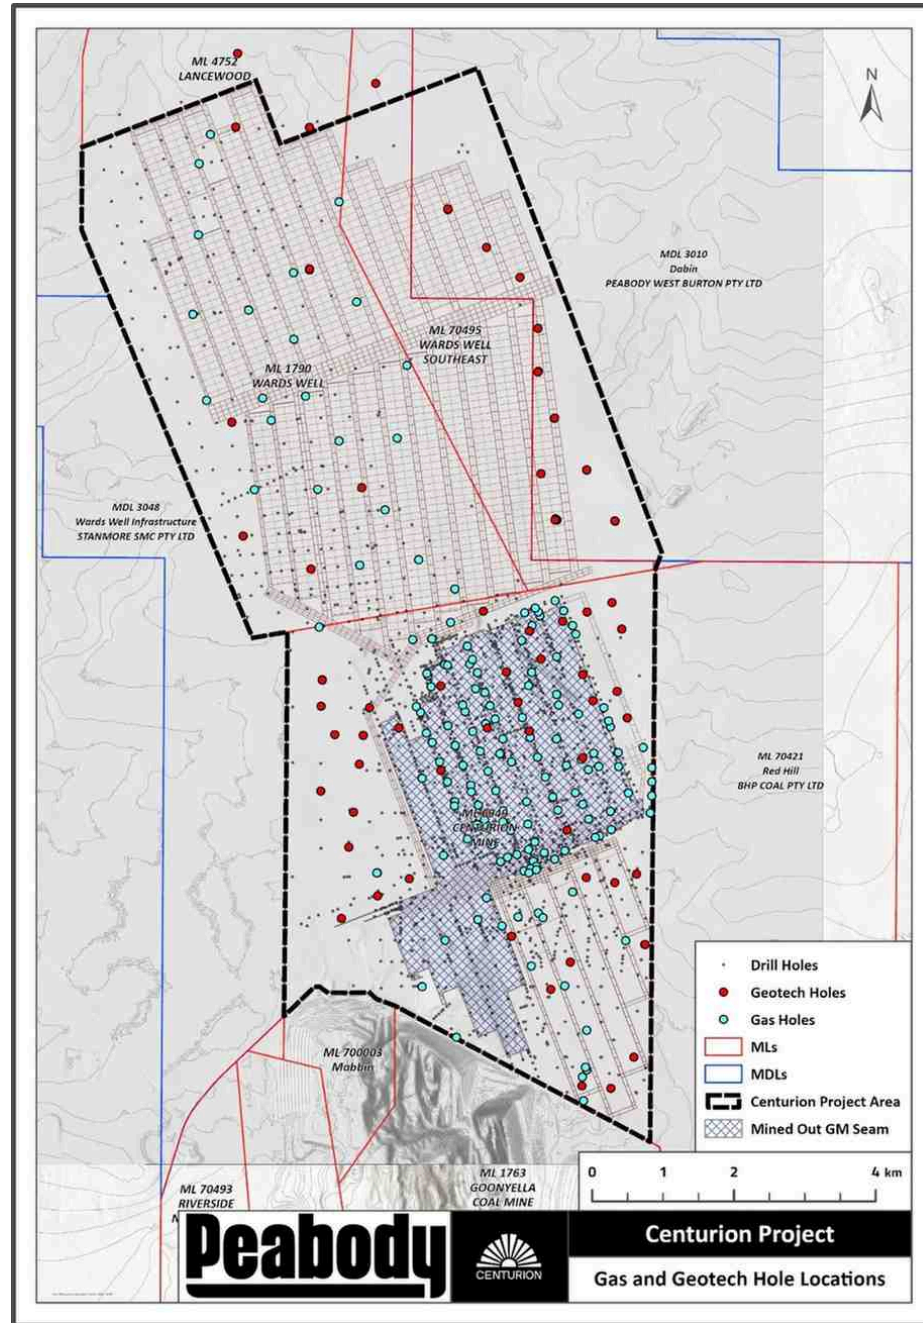 ML 4752
LANCEWOOD
N
MDL 3010
Dabin
PEABODY WEST BURTON PTY LTD
ML 70495
WARDS WELL
SOUTHEAST
ML 1790
WARDS WELL
MDL 3048
Wards Well Infrastructure
STANMORE SMC PTY LTD
ML 70421
Red Hill
BHP COAL PTY LTD
CENTURION
MINE
Drill Holes
Geotech Holes
Gas Holes
MLs
MDLs
Centurion Project Area
Mined Out GM Seam
ML 700003
Mabbin
0 1 2 4 km
ML 70493
RIVERSIDE
ML 1763
GOONYELLA
COAL MINE
Peabody
CENTURION
Centurion Project
Gas and Geotech Hole Locations